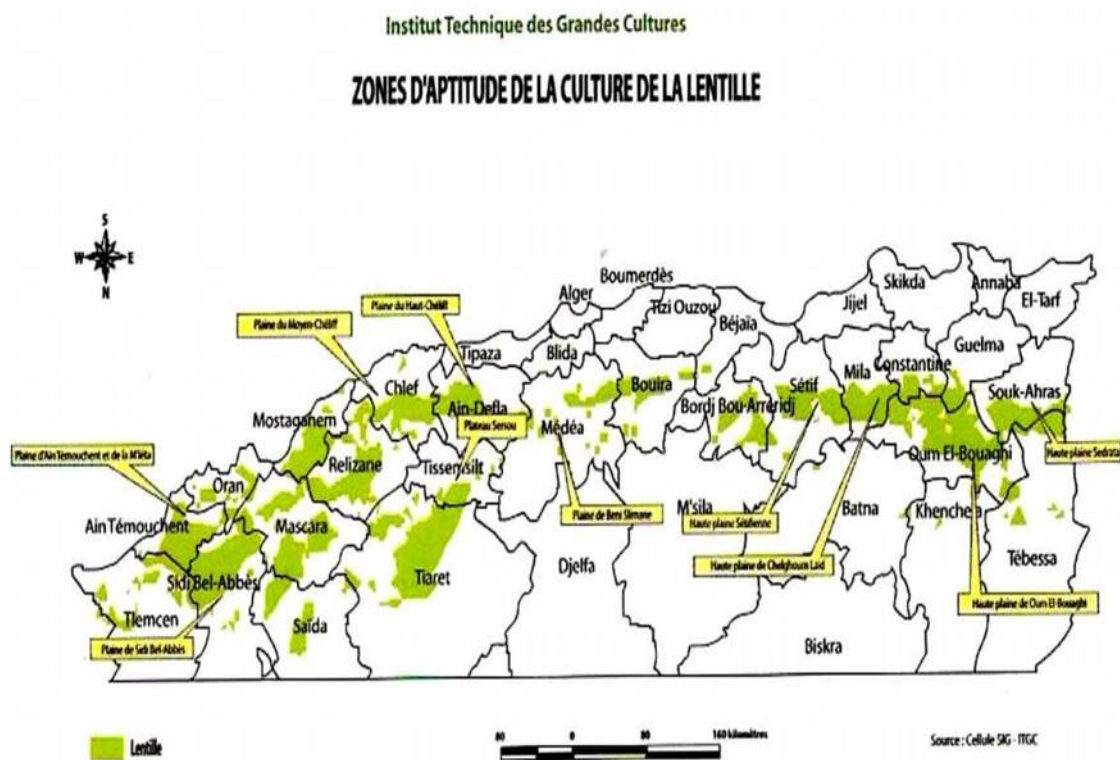 Institut Technique des Grandes Cultures
ZONES D'APTITUDE DE LA CULTURE DE LA LENTILLE
S
W E
N
Plaine du Haut-Chéliff
Plaine du Moyen-Chéliff
Plaine d'Ain Témouchent et de la M'léta
Alger
Boumerdès
Tizi Ouzou
Béjaïa
Jijel
Skikda
Annaba
El-Tarf
Tipaza
Blida
Bouira
Sétif
Mila
Constantine
Guelma
Souk-Ahras
Mostaganem
Chlef
Ain-Defla
Médéa
Bordj Bou-Arréridj
Plateau Sersou
Relizane
Tissemsilt
Oum El-Bouaghi
Haute plaine Sedrata
Oran
Ain Témouchent
Mascara
Plaine de Beni Slimane
M'sila
Haute plaine Sétifienne
Batna
Khenchela
Tébessa
Sidi Bel-Abbès
Tiaret
Djelfa
Haute plaine de Chelghoum Laid
Tlemcen
Saïda
Haute plaine de Oum El-Bouaghi
Plaine de Sidi Bel-Abbès
Biskra
Lentille
80 0 80 160 kilomètres
Source : Cellule SIG - ITGC